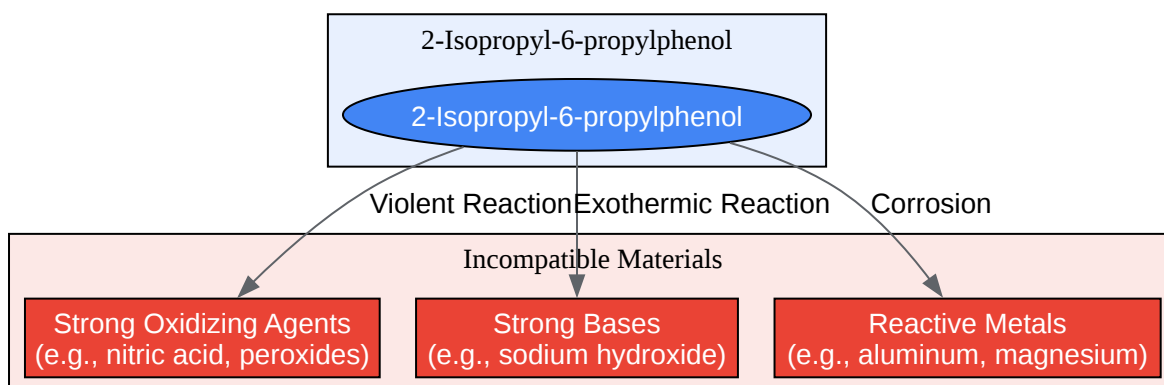 2-Isopropyl-6-propylphenol
2-Isopropyl-6-propylphenol
Violent Reaction
Exothermic Reaction
Corrosion
Incompatible Materials
Strong Oxidizing Agents
(e.g., nitric acid, peroxides)
Strong Bases
(e.g., sodium hydroxide)
Reactive Metals
(e.g., aluminum, magnesium)